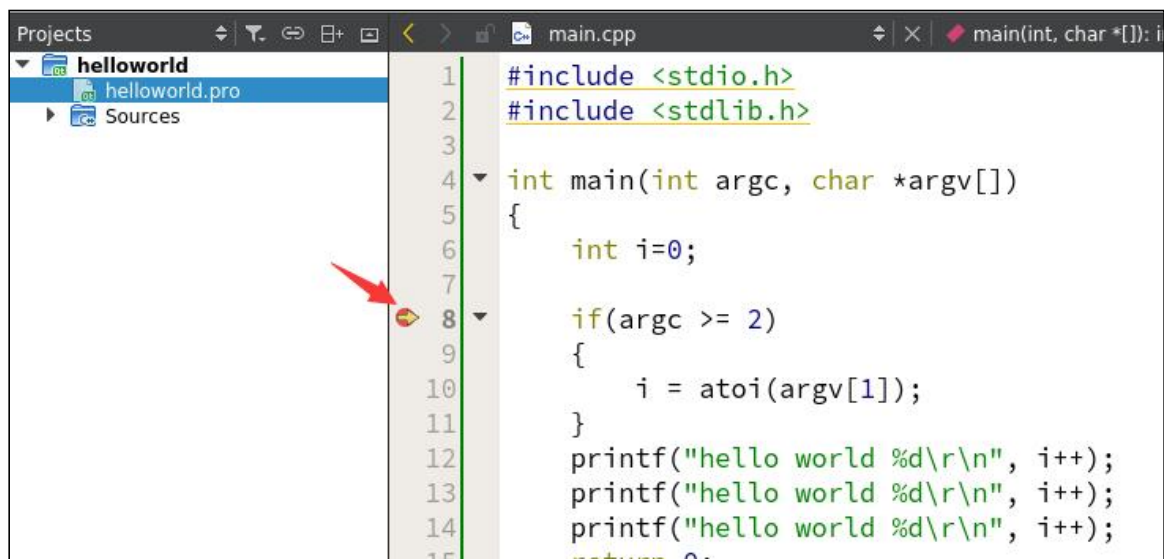 Projects
main.cpp
main(int, char *[]):
helloworld
helloworld.pro
Sources
1 #include <stdio.h>
2 #include <stdlib.h>
3
4 int main(int argc, char *argv[])
5 {
6     int i=0;
7
8     if(argc >= 2)
9     {
10         i = atoi(argv[1]);
11     }
12     printf("hello world %d\r\n", i++);
13     printf("hello world %d\r\n", i++);
14     printf("hello world %d\r\n", i++);